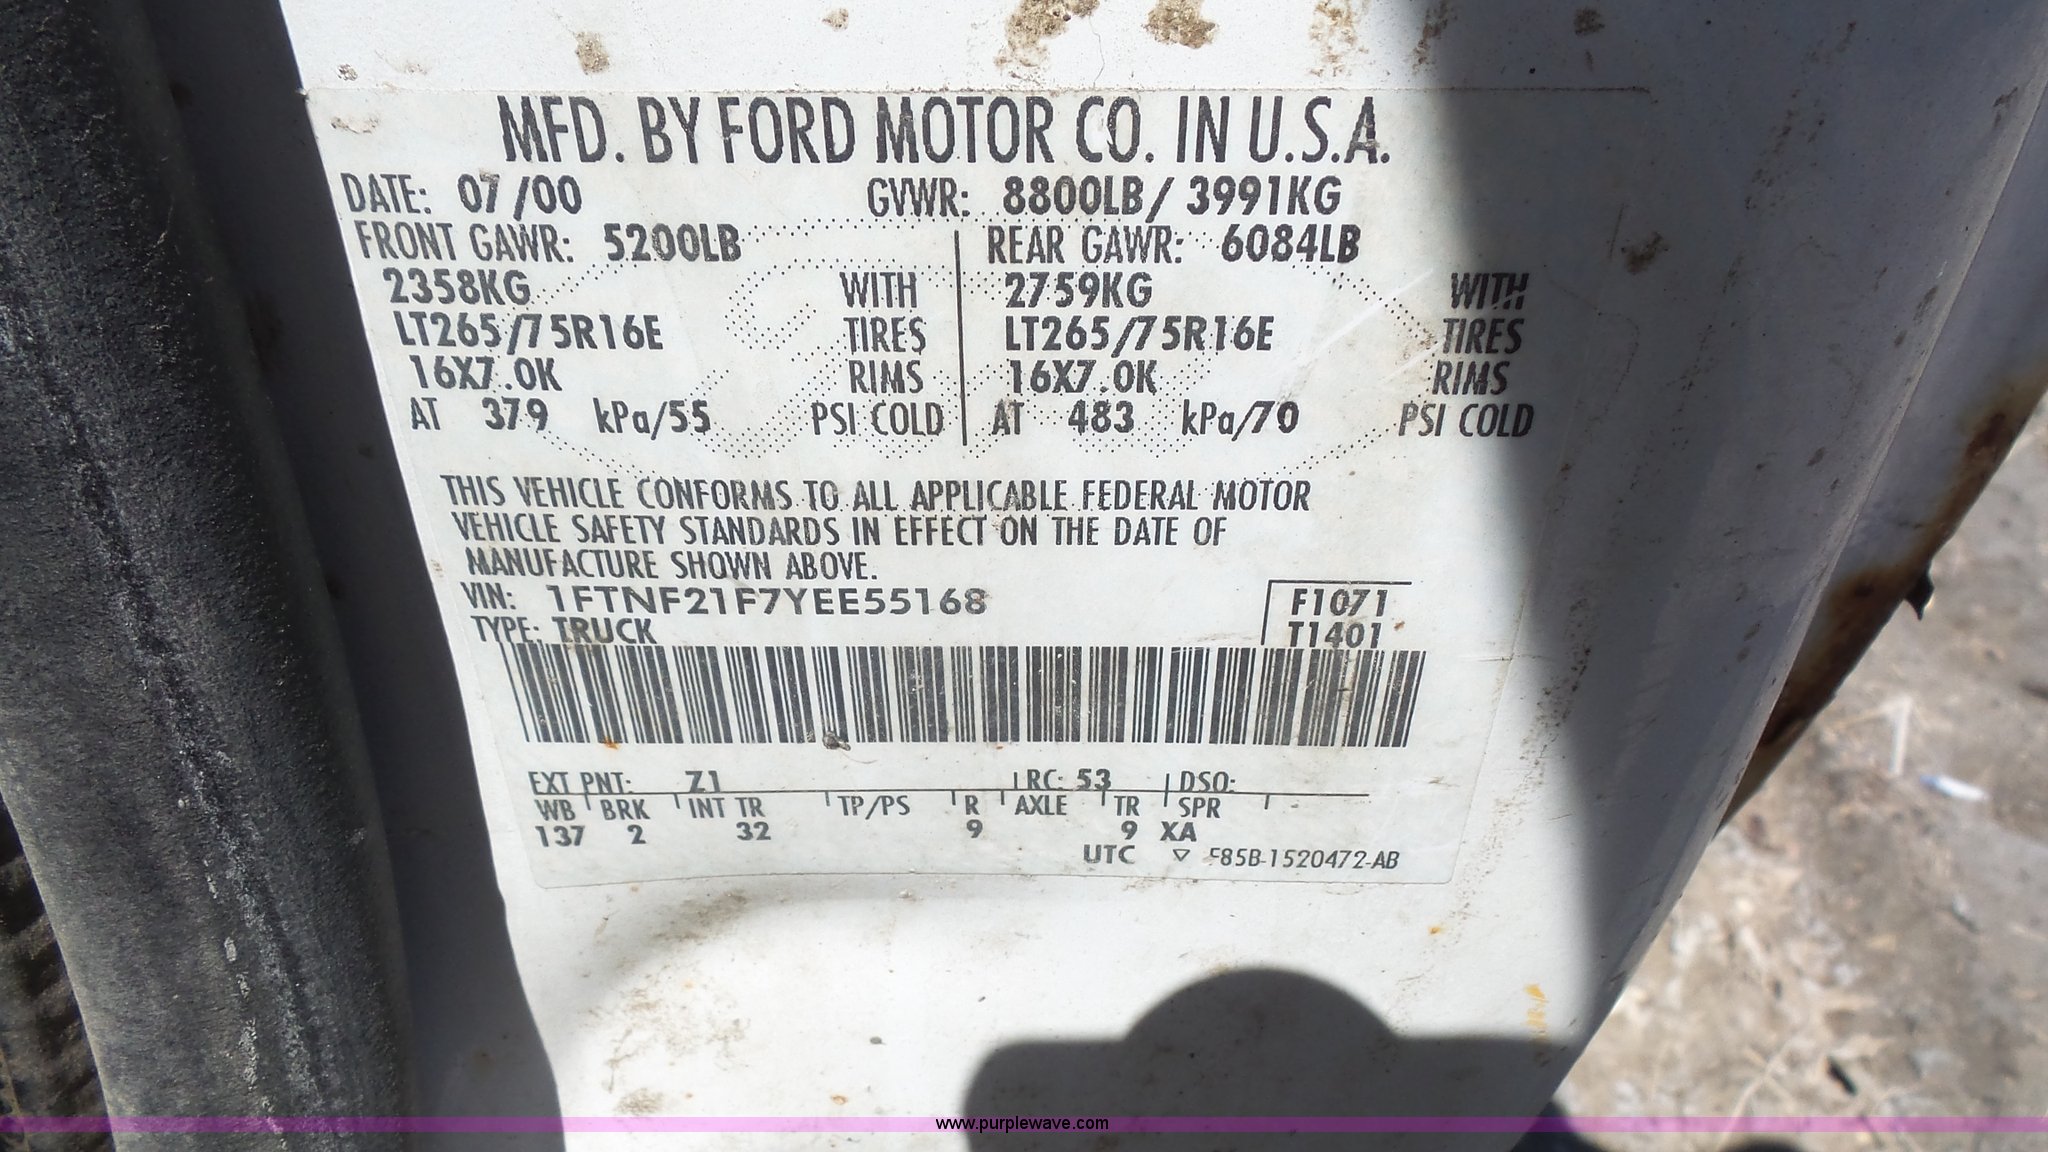 MFD. BY FORD MOTOR CO. IN U.S.A.
DATE: 07/00 GVWR: 8800LB/ 3991KG
FRONT GAWR: 5200LB REAR GAWR: 6084LB
2358KG WITH 2759KG WITH
LT265/75R16E TIRES LT265/75R16E TIRES
16X7.0K RIMS 16X7.0K RIMS
AT 379 kPa/55 PSI COLD AT 483 kPa/70 PSI COLD
THIS VEHICLE CONFORMS TO ALL APPLICABLE FEDERAL MOTOR
VEHICLE SAFETY STANDARDS IN EFFECT ON THE DATE OF
MANUFACTURE SHOWN ABOVE.
VIN: 1FTNF21F7YEE55168 F1071
TYPE: TRUCK T1401
EXT PNT: Z1 RC: 53 DSO:
WB BRK INT TR TP/PS R AXLE TR SPR
137 2 32 9 9 XA
UTC ▽ F85B-1520472-AB
www.purplewave.com